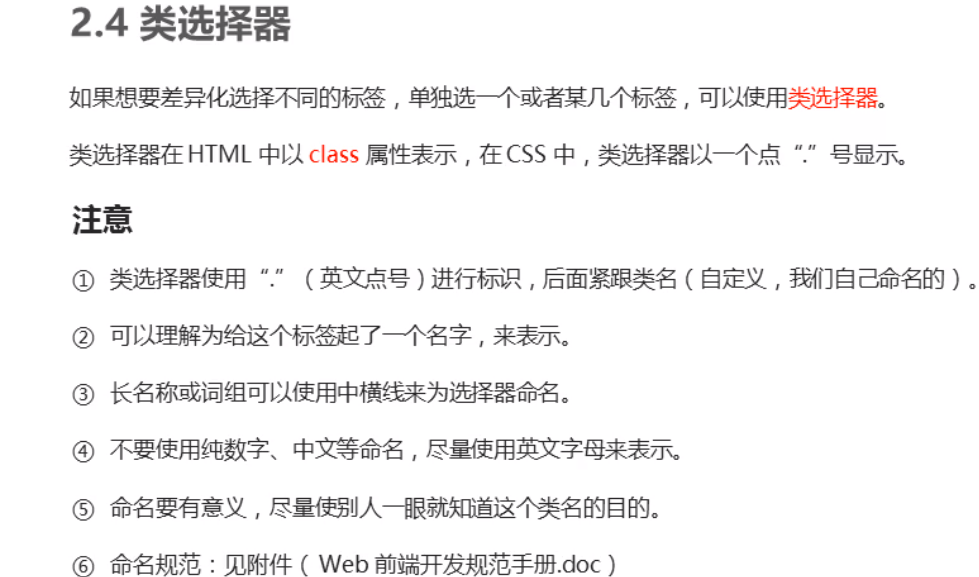 2.4 类选择器
如果想要差异化选择不同的标签，单独选一个或者某几个标签，可以使用类选择器。
类选择器在 HTML 中以 class 属性表示，在 CSS 中，类选择器以一个点“.”号显示。
注意
① 类选择器使用“.”（英文点号）进行标识，后面紧跟类名（自定义，我们自己命名的）。
② 可以理解为给这个标签起了一个名字，来表示。
③ 长名称或词组可以使用中横线来为选择器命名。
④ 不要使用纯数字、中文等命名，尽量使用英文字母来表示。
⑤ 命名要有意义，尽量使别人一眼就知道这个类名的目的。
⑥ 命名规范：见附件（ Web 前端开发规范手册.doc）